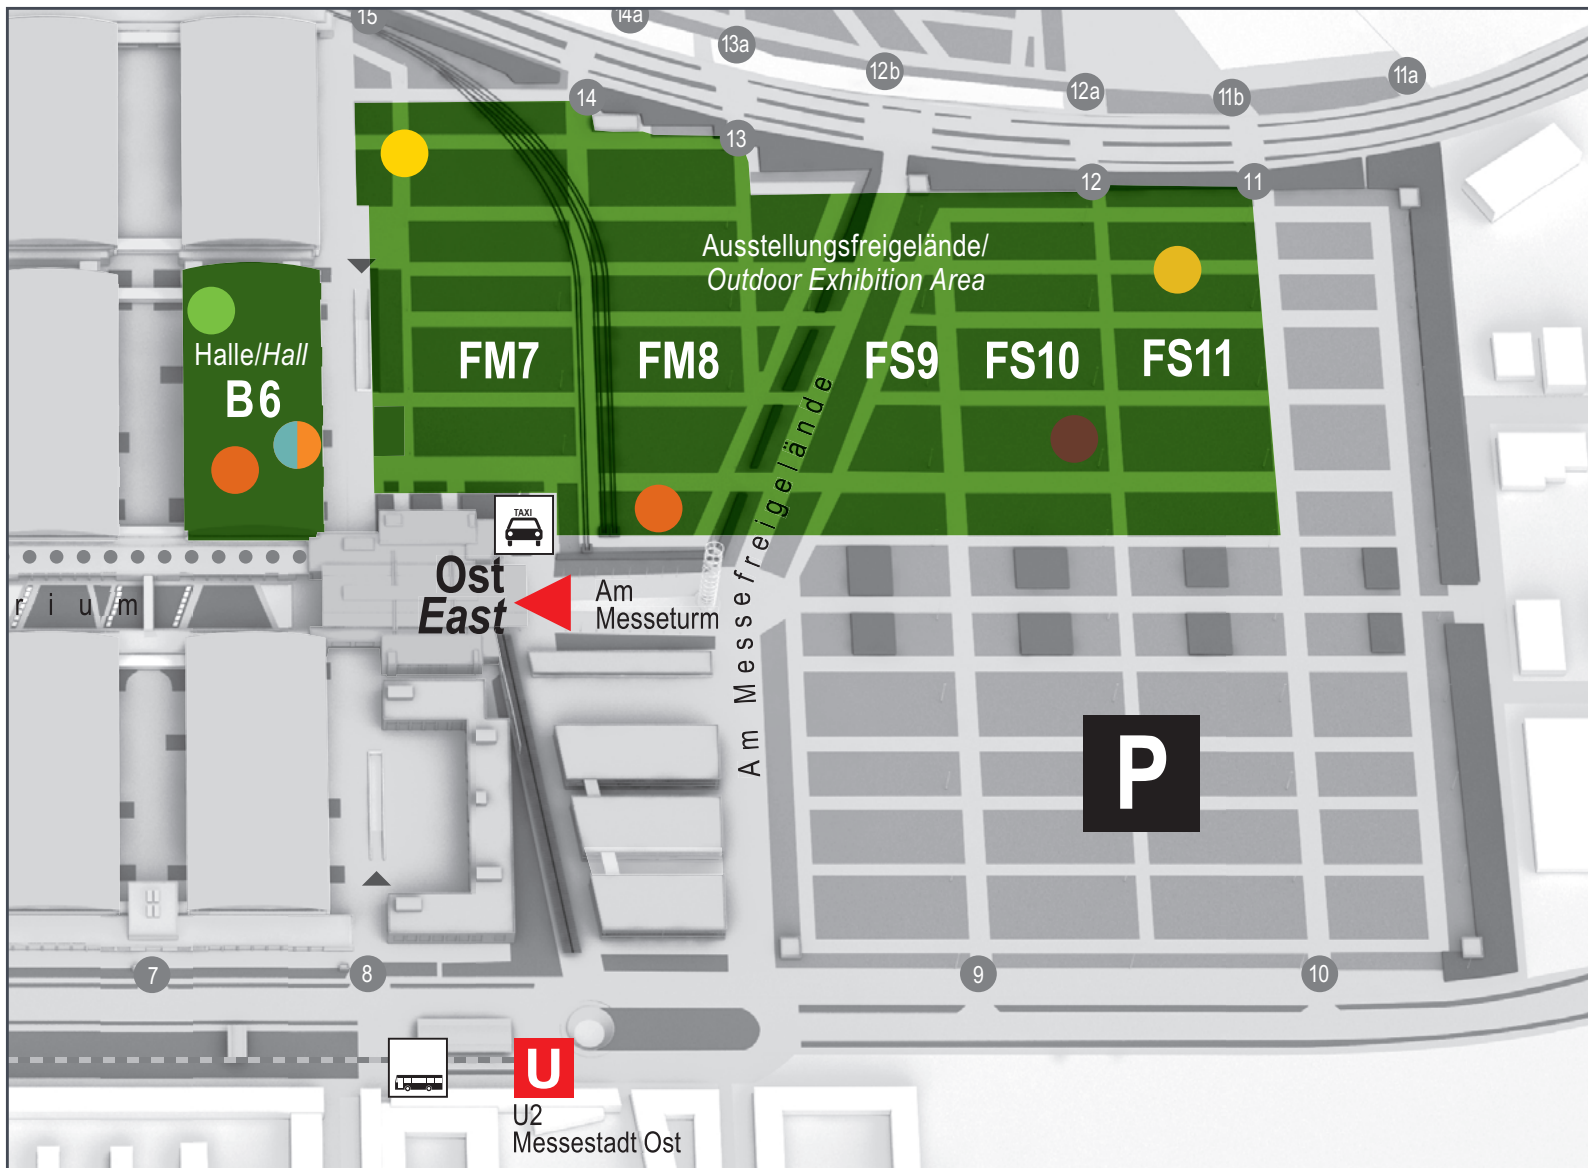 15
14a
13a
12b
12a
11b
11a
14
13
12
11
Ausstellungsfreigelände/
Outdoor Exhibition Area
Halle/Hall
B6
FM7
FM8
FS9
FS10
FS11
TAXI
Ost
East
Am
Messeturm
Am Messefreigelände
rium
P
7
8
9
10
U
U2
Messestadt Ost